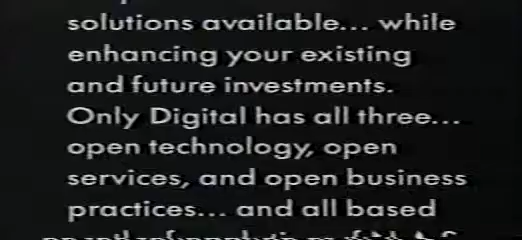 solutions available... while
enhancing your existing
and future investments.
Only Digital has all three...
open technology, open
services, and open business
practices... and all based